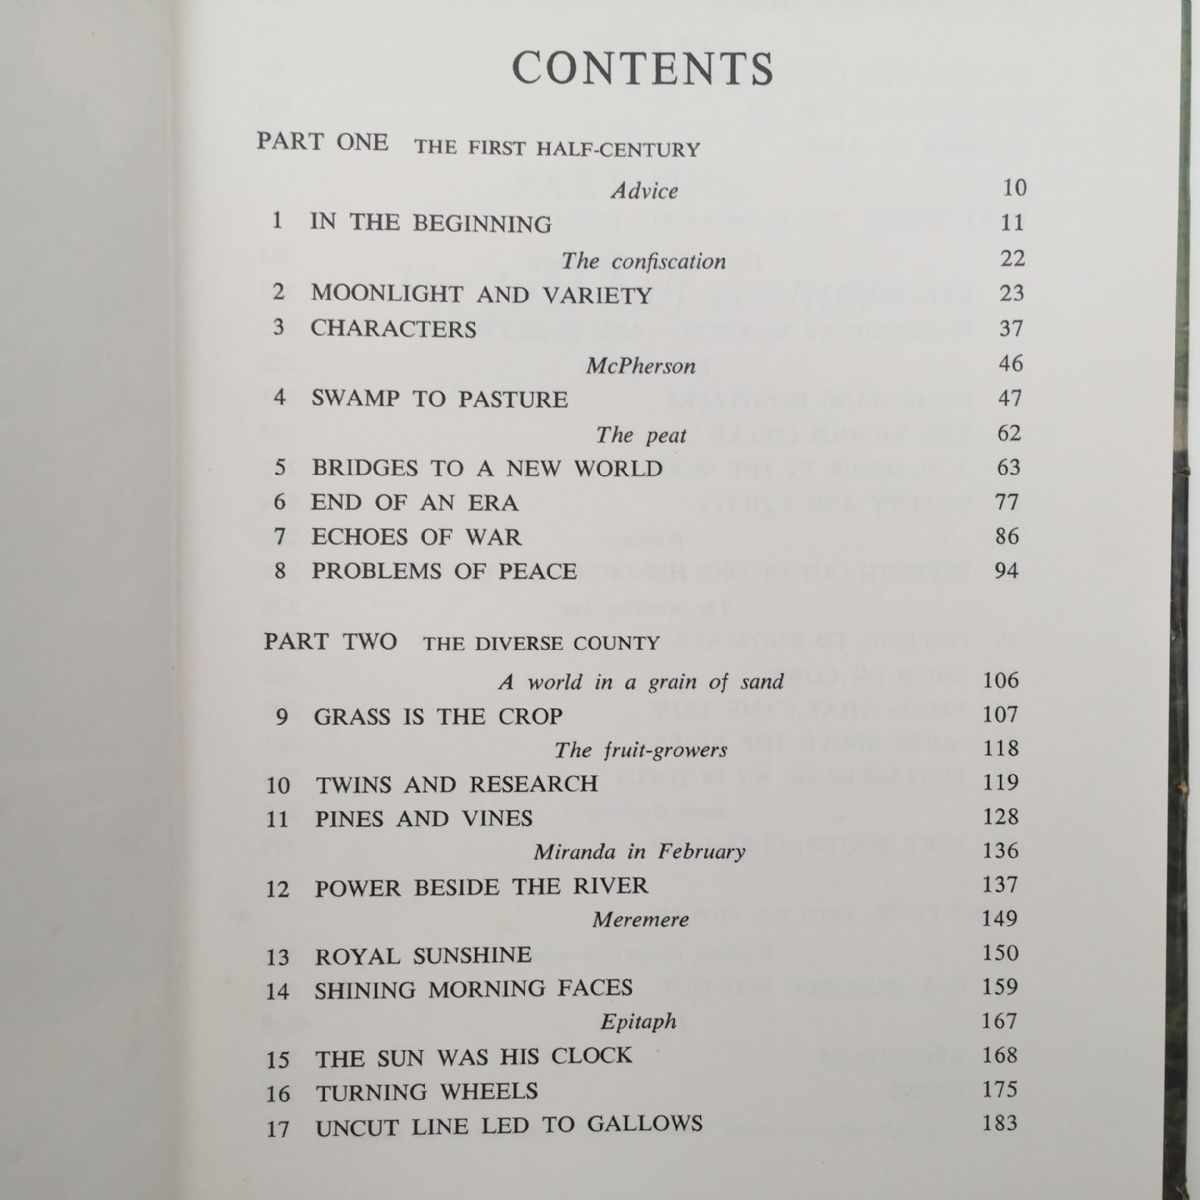 CONTENTS
PART ONE THE FIRST HALF-CENTURY
Advice 10
1 IN THE BEGINNING 11
The confiscation 22
2 MOONLIGHT AND VARIETY 23
3 CHARACTERS 37
McPherson 46
4 SWAMP TO PASTURE 47
The peat 62
5 BRIDGES TO A NEW WORLD 63
6 END OF AN ERA 77
7 ECHOES OF WAR 86
8 PROBLEMS OF PEACE 94
PART TWO THE DIVERSE COUNTY
A world in a grain of sand 106
9 GRASS IS THE CROP 107
The fruit-growers 118
10 TWINS AND RESEARCH 119
11 PINES AND VINES 128
Miranda in February 136
12 POWER BESIDE THE RIVER 137
Meremere 149
13 ROYAL SUNSHINE 150
14 SHINING MORNING FACES 159
Epitaph 167
15 THE SUN WAS HIS CLOCK 168
16 TURNING WHEELS 175
17 UNCUT LINE LED TO GALLOWS 183